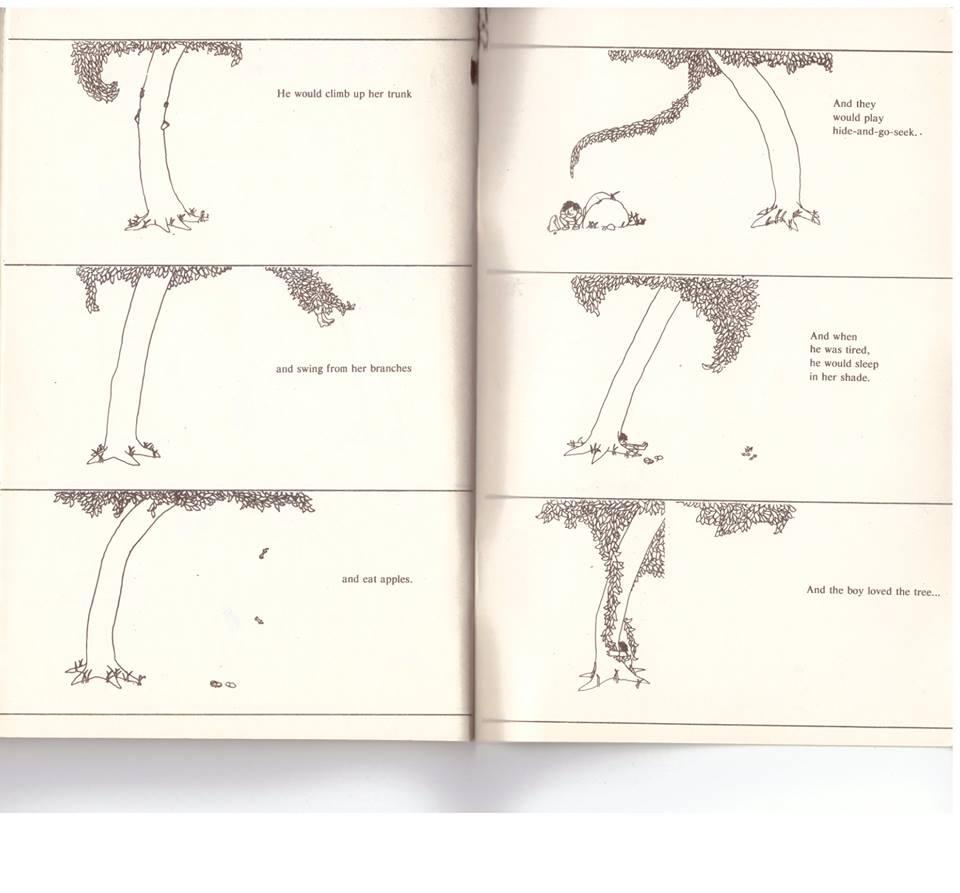 He would climb up her trunk
and swing from her branches
and eat apples.
And they
would play
hide-and-go-seek..
And when
he was tired,
he would sleep
in her shade.
And the boy loved the tree...